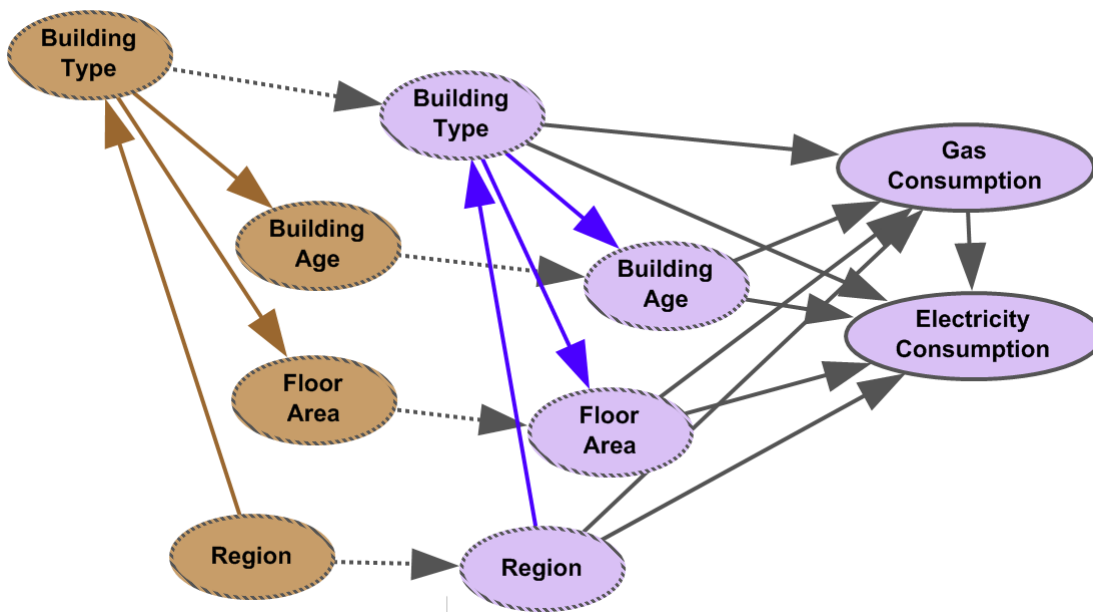 Building
Type
Building
Type
Gas
Consumption
Building
Age
Building
Age
Electricity
Consumption
Floor
Area
Floor
Area
Region
Region